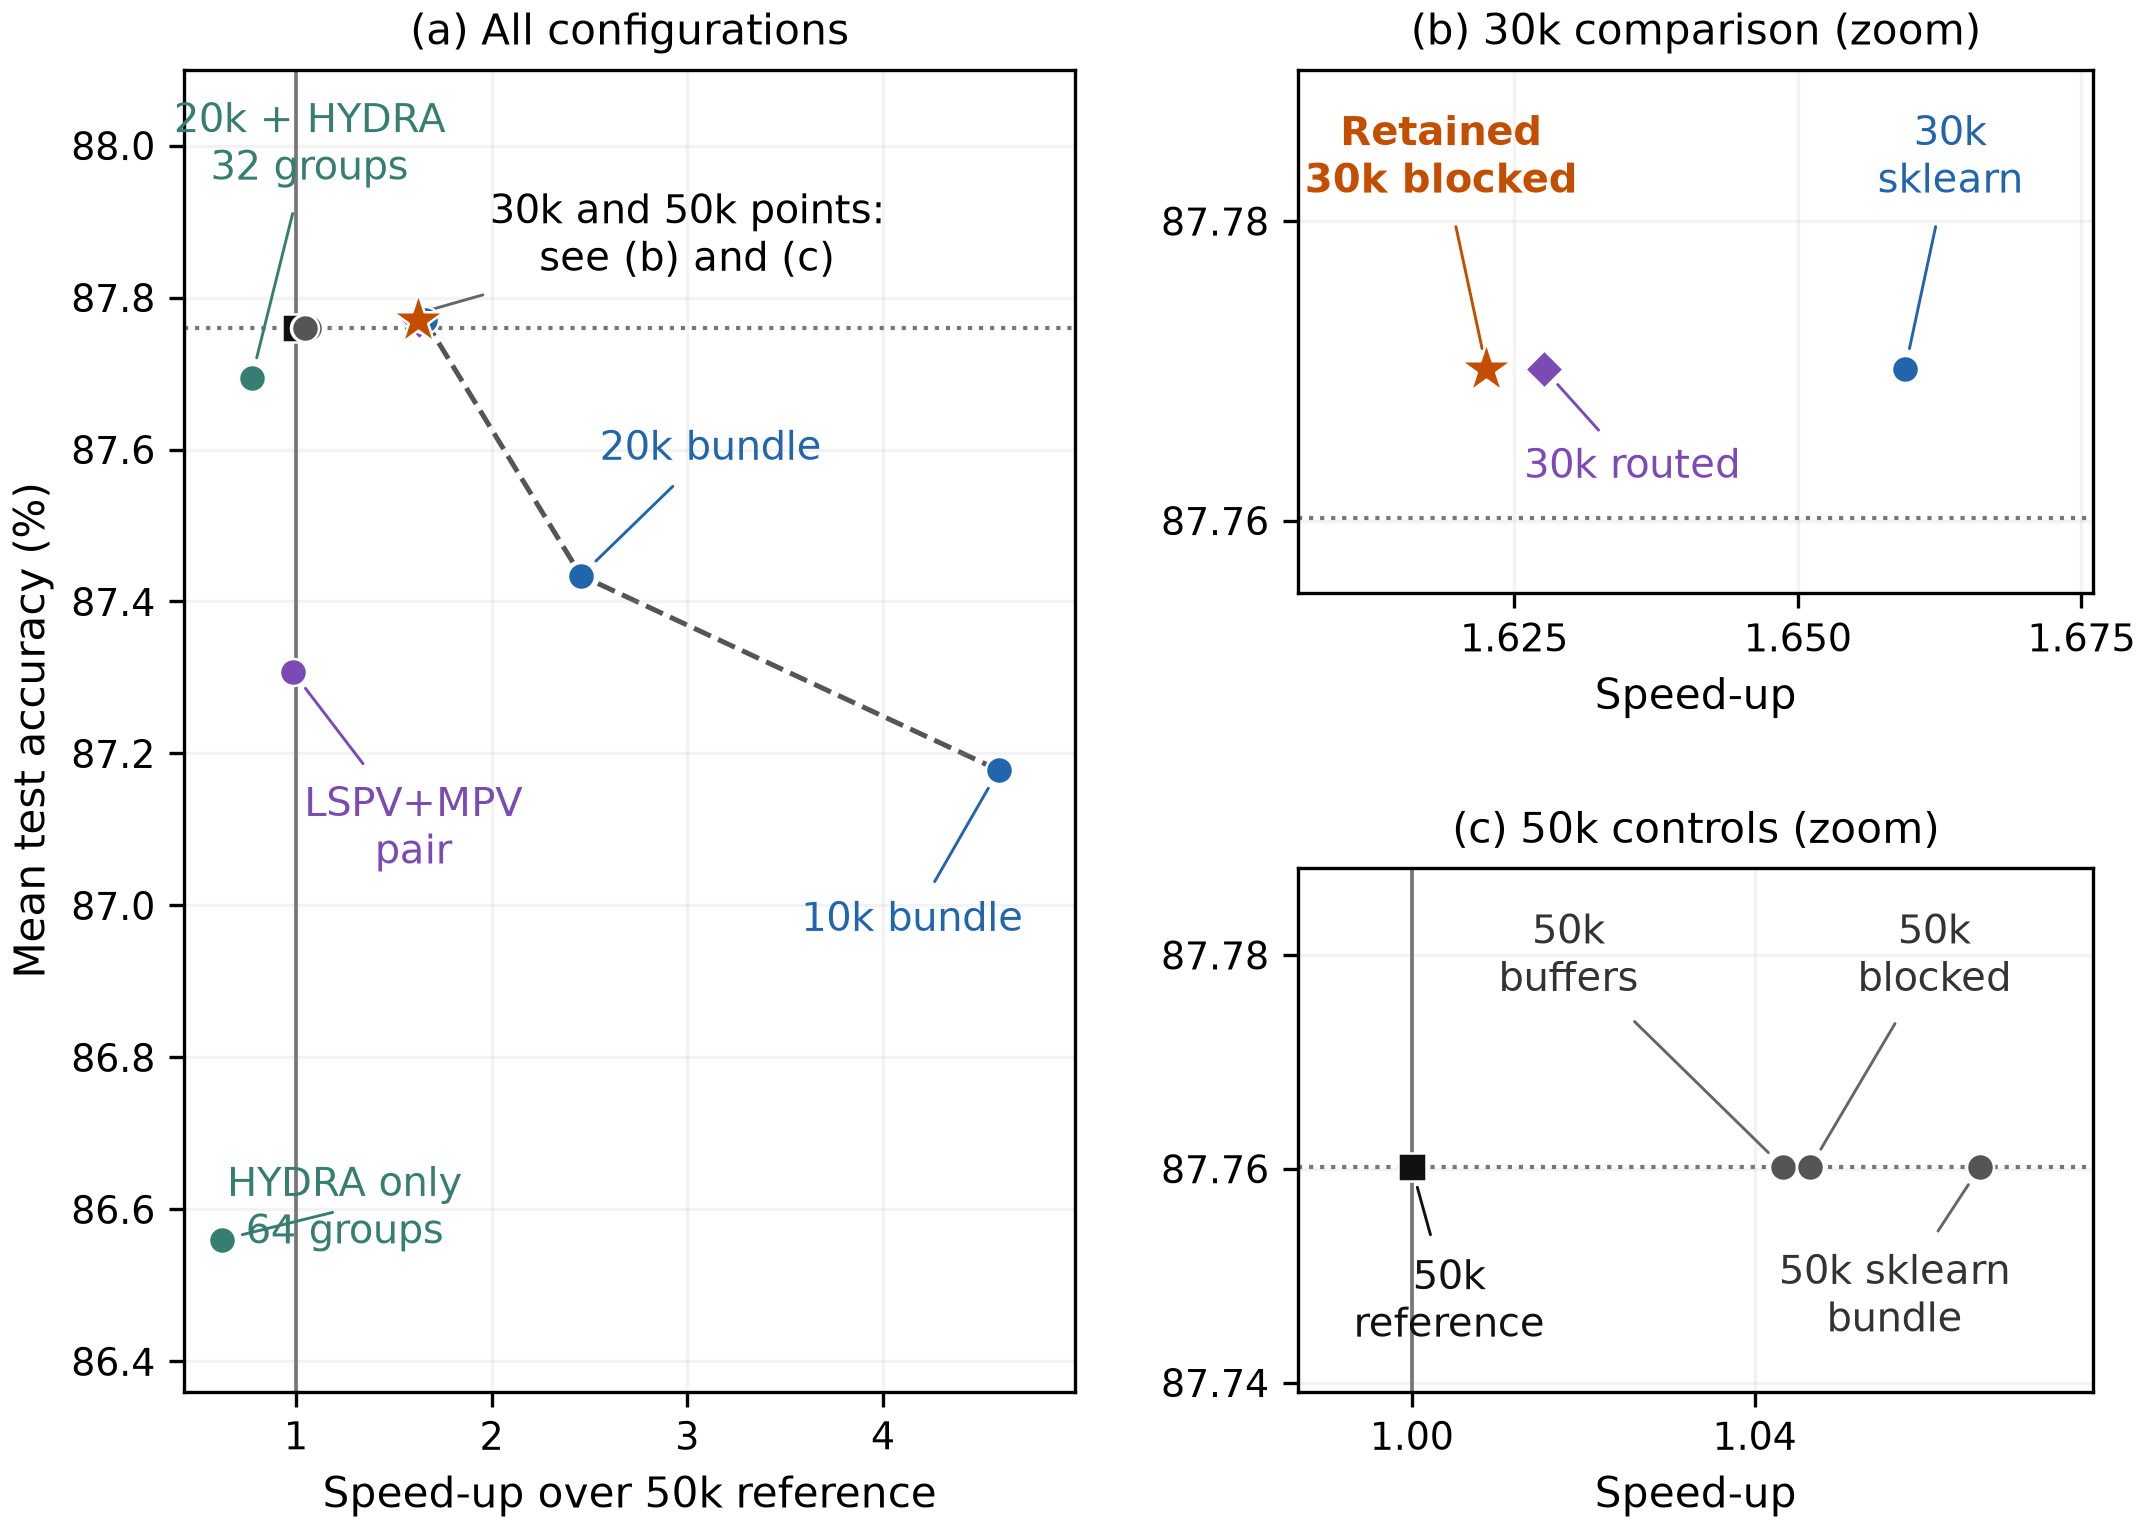 (a) All configurations
20k + HYDRA
32 groups
30k and 50k points:
see (b) and (c)
20k bundle
LSPV+MPV
pair
10k bundle
HYDRA only
64 groups
88.0
87.8
87.6
87.4
87.2
87.0
86.8
86.6
86.4
Mean test accuracy (%)
1
2
3
4
Speed-up over 50k reference
(b) 30k comparison (zoom)
Retained
30k blocked
30k
sklearn
30k routed
87.78
87.76
1.625
1.650
1.675
Speed-up
(c) 50k controls (zoom)
50k
buffers
50k
blocked
50k
reference
50k sklearn
bundle
87.78
87.76
87.74
1.00
1.04
Speed-up